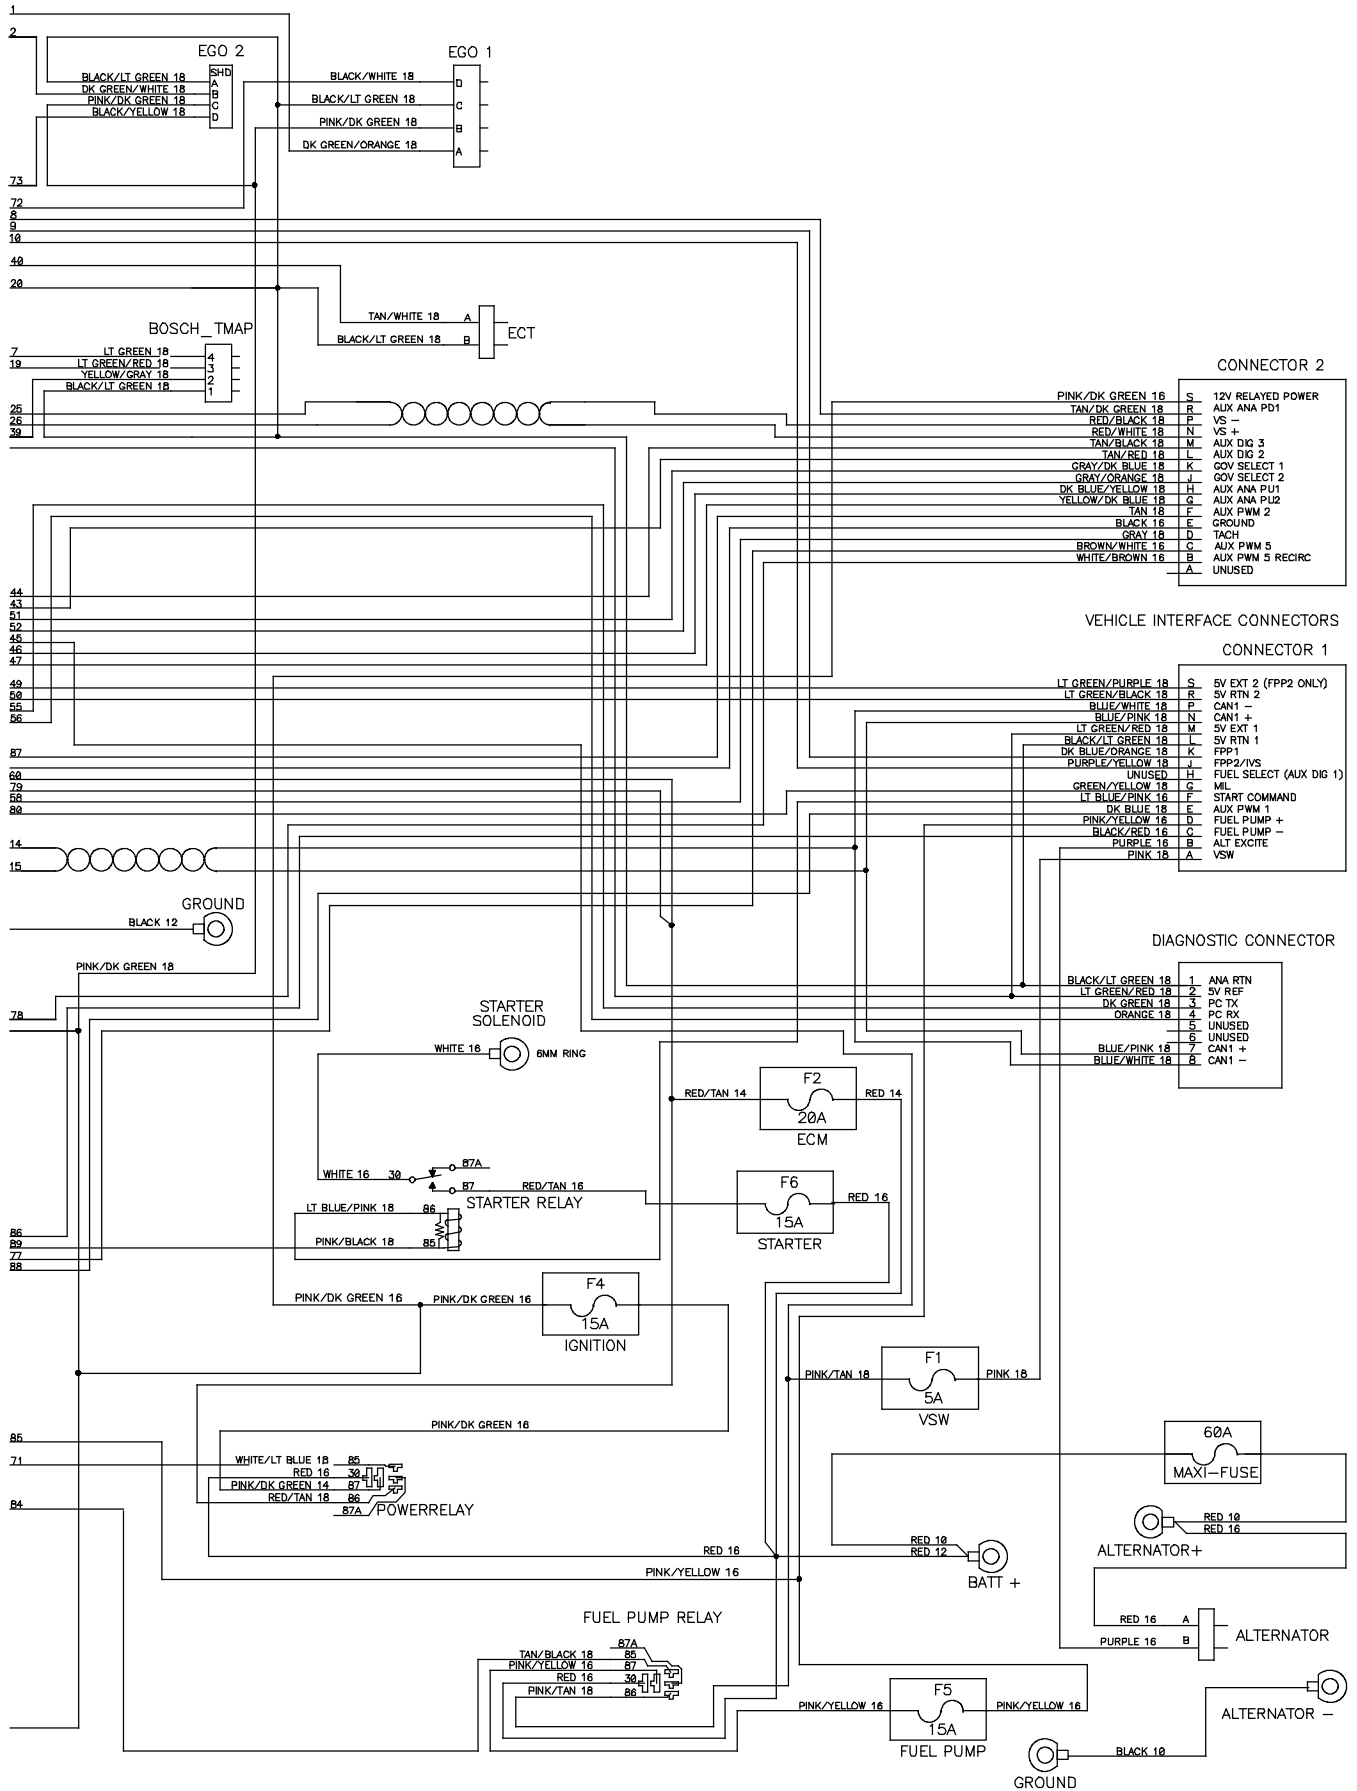 1
2
EGO 2
EGO 1
BLACK/LT GREEN 18
SHD
A
DK GREEN/WHITE 18
B
PINK/DK GREEN 18
C
BLACK/YELLOW 18
D
BLACK/WHITE 18
D
BLACK/LT GREEN 18
C
PINK/DK GREEN 18
B
DK GREEN/ORANGE 18
A
73
72
8
9
10
40
20
TAN/WHITE 18 A
BLACK/LT GREEN 18 B
ECT
BOSCH_TMAP
7
LT GREEN 18
4
19
LT GREEN/RED 18
3
YELLOW/GRAY 18
2
BLACK/LT GREEN 18
1
25
26
39
CONNECTOR 2
PINK/DK GREEN 16 S 12V RELAYED POWER
TAN/DK GREEN 18 R AUX ANA PD1
RED/BLACK 18 P VS -
RED/WHITE 18 N VS +
TAN/BLACK 18 M AUX DIG 3
TAN/RED 18 L AUX DIG 2
GRAY/DK BLUE 18 K GOV SELECT 1
GRAY/ORANGE 18 J GOV SELECT 2
DK BLUE/YELLOW 18 H AUX ANA PU1
YELLOW/DK BLUE 18 G AUX ANA PU2
TAN 18 F AUX PWM 2
BLACK 16 E GROUND
GRAY 18 D TACH
BROWN/WHITE 16 C AUX PWM 5
WHITE/BROWN 16 B AUX PWM 5 RECIRC
A UNUSED
44
43
51
52
45
46
47
49
50
55
56
87
60
79
58
80
14
15
VEHICLE INTERFACE CONNECTORS
CONNECTOR 1
LT GREEN/PURPLE 18 S 5V EXT 2 (FPP2 ONLY)
LT GREEN/BLACK 18 R 5V RTN 2
BLUE/WHITE 18 P CAN1 -
BLUE/PINK 18 N CAN1 +
LT GREEN/RED 18 M 5V EXT 1
BLACK/LT GREEN 18 L 5V RTN 1
DK BLUE/ORANGE 18 K FPP1
PURPLE/YELLOW 18 J FPP2/IVS
UNUSED H FUEL SELECT (AUX DIG 1)
GREEN/YELLOW 18 G MIL
LT BLUE/PINK 16 F START COMMAND
DK BLUE 18 E AUX PWM 1
PINK/YELLOW 16 D FUEL PUMP +
BLACK/RED 16 C FUEL PUMP -
PURPLE 16 B ALT EXCITE
PINK 18 A VSW
GROUND
BLACK 12
PINK/DK GREEN 18
78
DIAGNOSTIC CONNECTOR
BLACK/LT GREEN 18 1 ANA RTN
LT GREEN/RED 18 2 5V REF
DK GREEN 18 3 PC TX
ORANGE 18 4 PC RX
5 UNUSED
6 UNUSED
BLUE/PINK 18 7 CAN1 +
BLUE/WHITE 18 8 CAN1 -
STARTER
SOLENOID
WHITE 16
6MM RING
RED/TAN 14
F2
20A
RED 14
ECM
87A
WHITE 16 30
87
RED/TAN 16
STARTER RELAY
F6
15A
RED 16
STARTER
LT BLUE/PINK 18 86
PINK/BLACK 18 85
86
89
77
88
PINK/DK GREEN 16
PINK/DK GREEN 16
F4
15A
IGNITION
PINK/TAN 18
F1
5A
PINK 18
VSW
PINK/DK GREEN 16
85
71
84
WHITE/LT BLUE 18 85
RED 16 30
PINK/DK GREEN 14 87
RED/TAN 18 86
87A
POWERRELAY
60A
MAXI-FUSE
RED 10
RED 16
ALTERNATOR+
RED 16
RED 10
RED 12
BATT +
PINK/YELLOW 16
FUEL PUMP RELAY
87A
TAN/BLACK 18 85
PINK/YELLOW 16 87
RED 16 30
PINK/TAN 18 86
RED 16 A
PURPLE 16 B
ALTERNATOR
PINK/YELLOW 16
F5
15A
PINK/YELLOW 16
FUEL PUMP
ALTERNATOR -
BLACK 10
GROUND